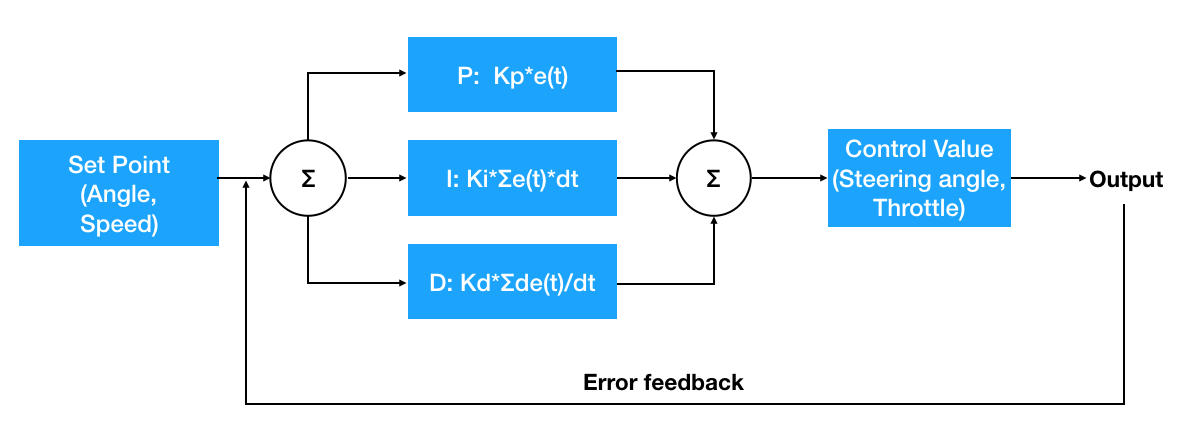 P:  Kp*e(t)
Set Point
(Angle,
Speed)
Σ
I: Ki*Σe(t)*dt
Σ
Control Value
(Steering angle,
Throttle)
Output
D: Kd*Σde(t)/dt
Error feedback